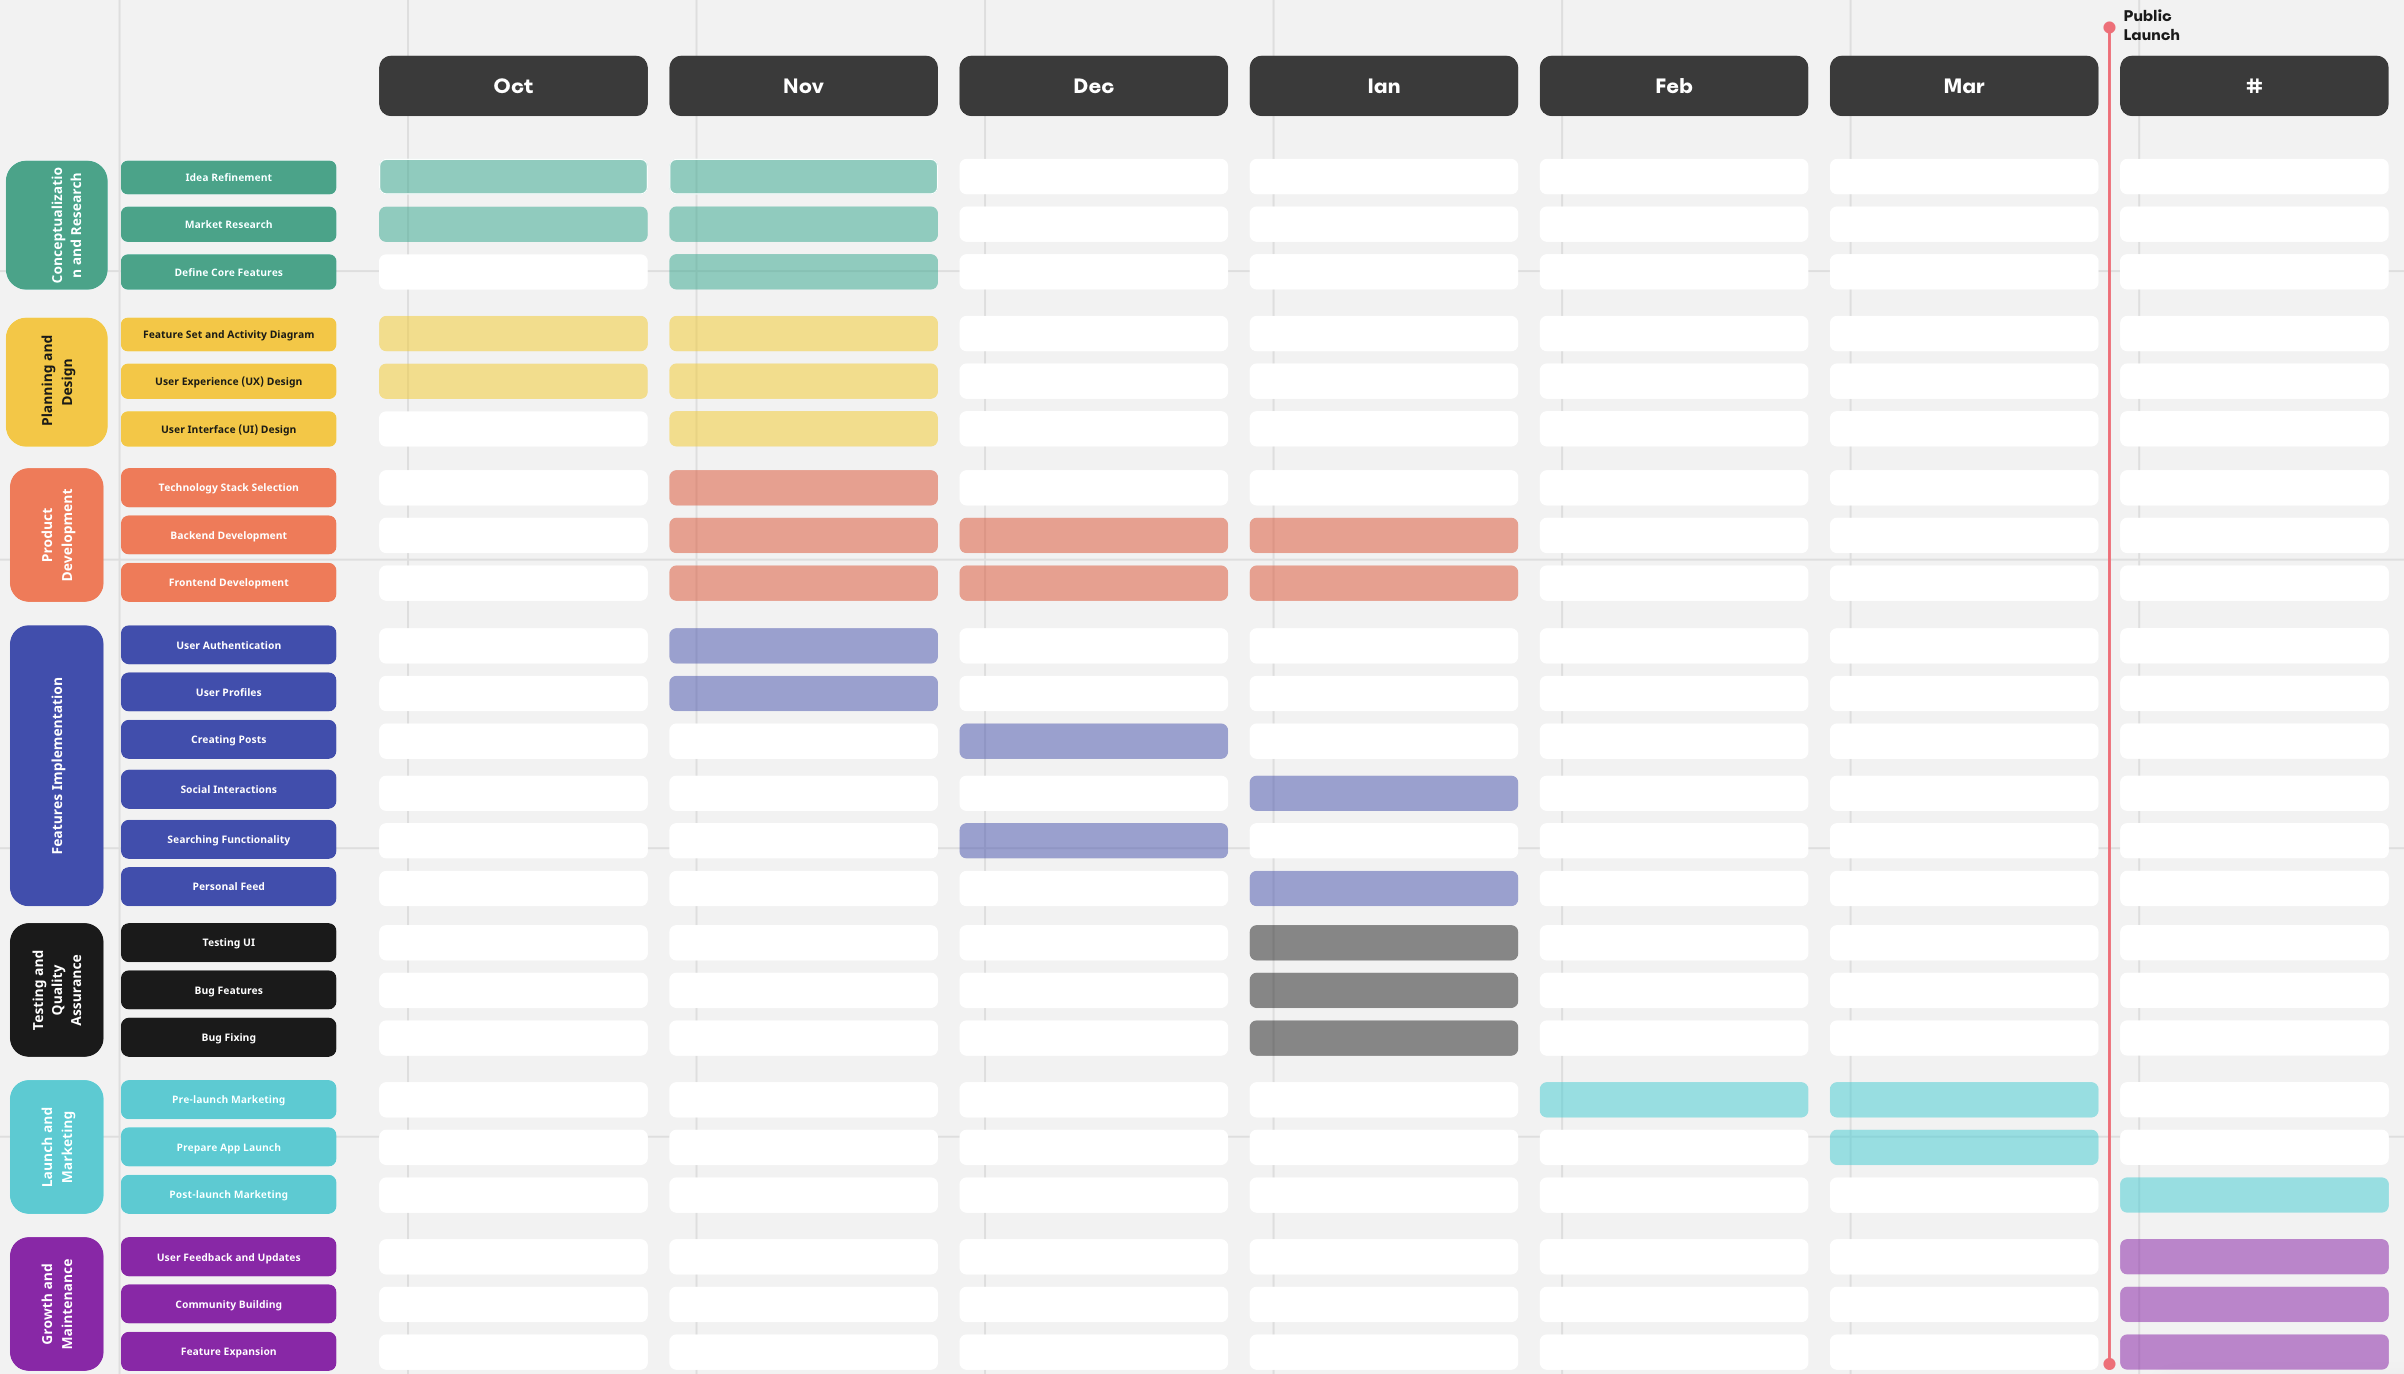 Public
Launch
Oct
Nov
Dec
Ian
Feb
Mar
#
Conceptualizatio
n and Research
Idea Refinement
Market Research
Define Core Features
Planning and
Design
Feature Set and Activity Diagram
User Experience (UX) Design
User Interface (UI) Design
Product
Development
Technology Stack Selection
Backend Development
Frontend Development
Features Implementation
User Authentication
User Profiles
Creating Posts
Social Interactions
Searching Functionality
Personal Feed
Testing and
Quality
Assurance
Testing UI
Bug Features
Bug Fixing
Launch and
Marketing
Pre-launch Marketing
Prepare App Launch
Post-launch Marketing
Growth and
Maintenance
User Feedback and Updates
Community Building
Feature Expansion